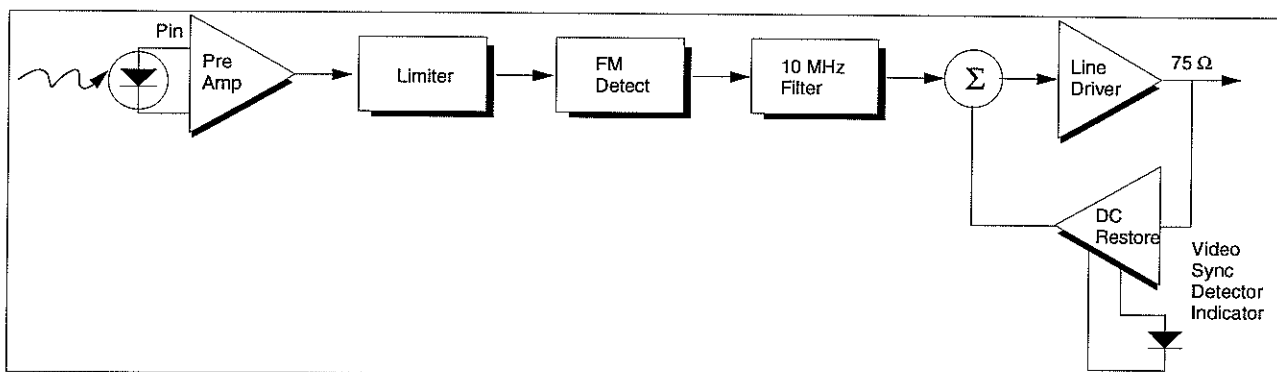 Pin
Pre
Amp
Limiter
FM
Detect
10 MHz
Filter
Σ
Line
Driver
75 Ω
DC
Restore
Video
Sync
Detector
Indicator